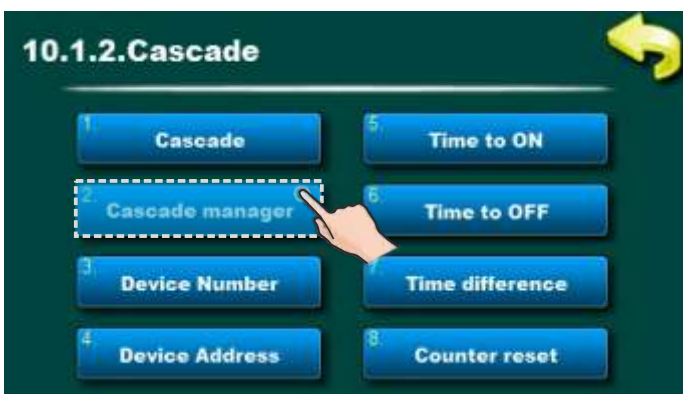 10.1.2.Cascade
1.
Cascade
2.
Cascade manager
3.
Device Number
4.
Device Address
5.
Time to ON
6.
Time to OFF
7.
Time difference
8.
Counter reset